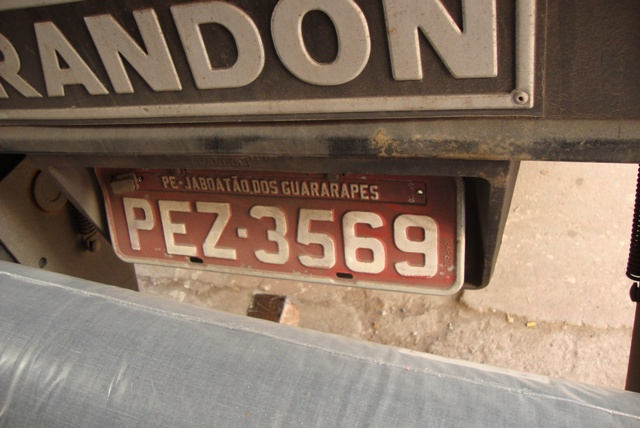 RANDON
PE-JABOATÃO DOS GUARARAPES
PEZ·3569